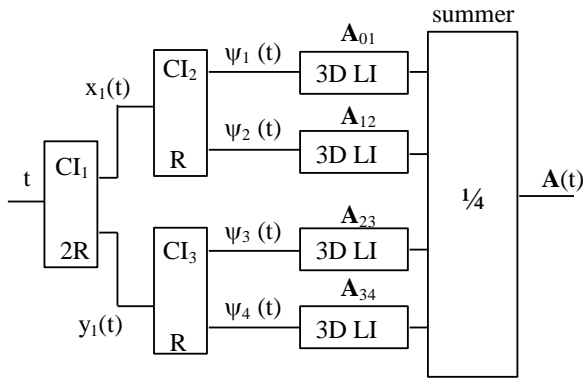 summer
A₀₁
ψ₁ (t)
CI₂
3D LI
x₁(t)
A₁₂
ψ₂ (t)
R
3D LI
t
CI₁
¼
A(t)
A₂₃
ψ₃ (t)
2R
CI₃
3D LI
A₃₄
ψ₄ (t)
y₁(t)
R
3D LI